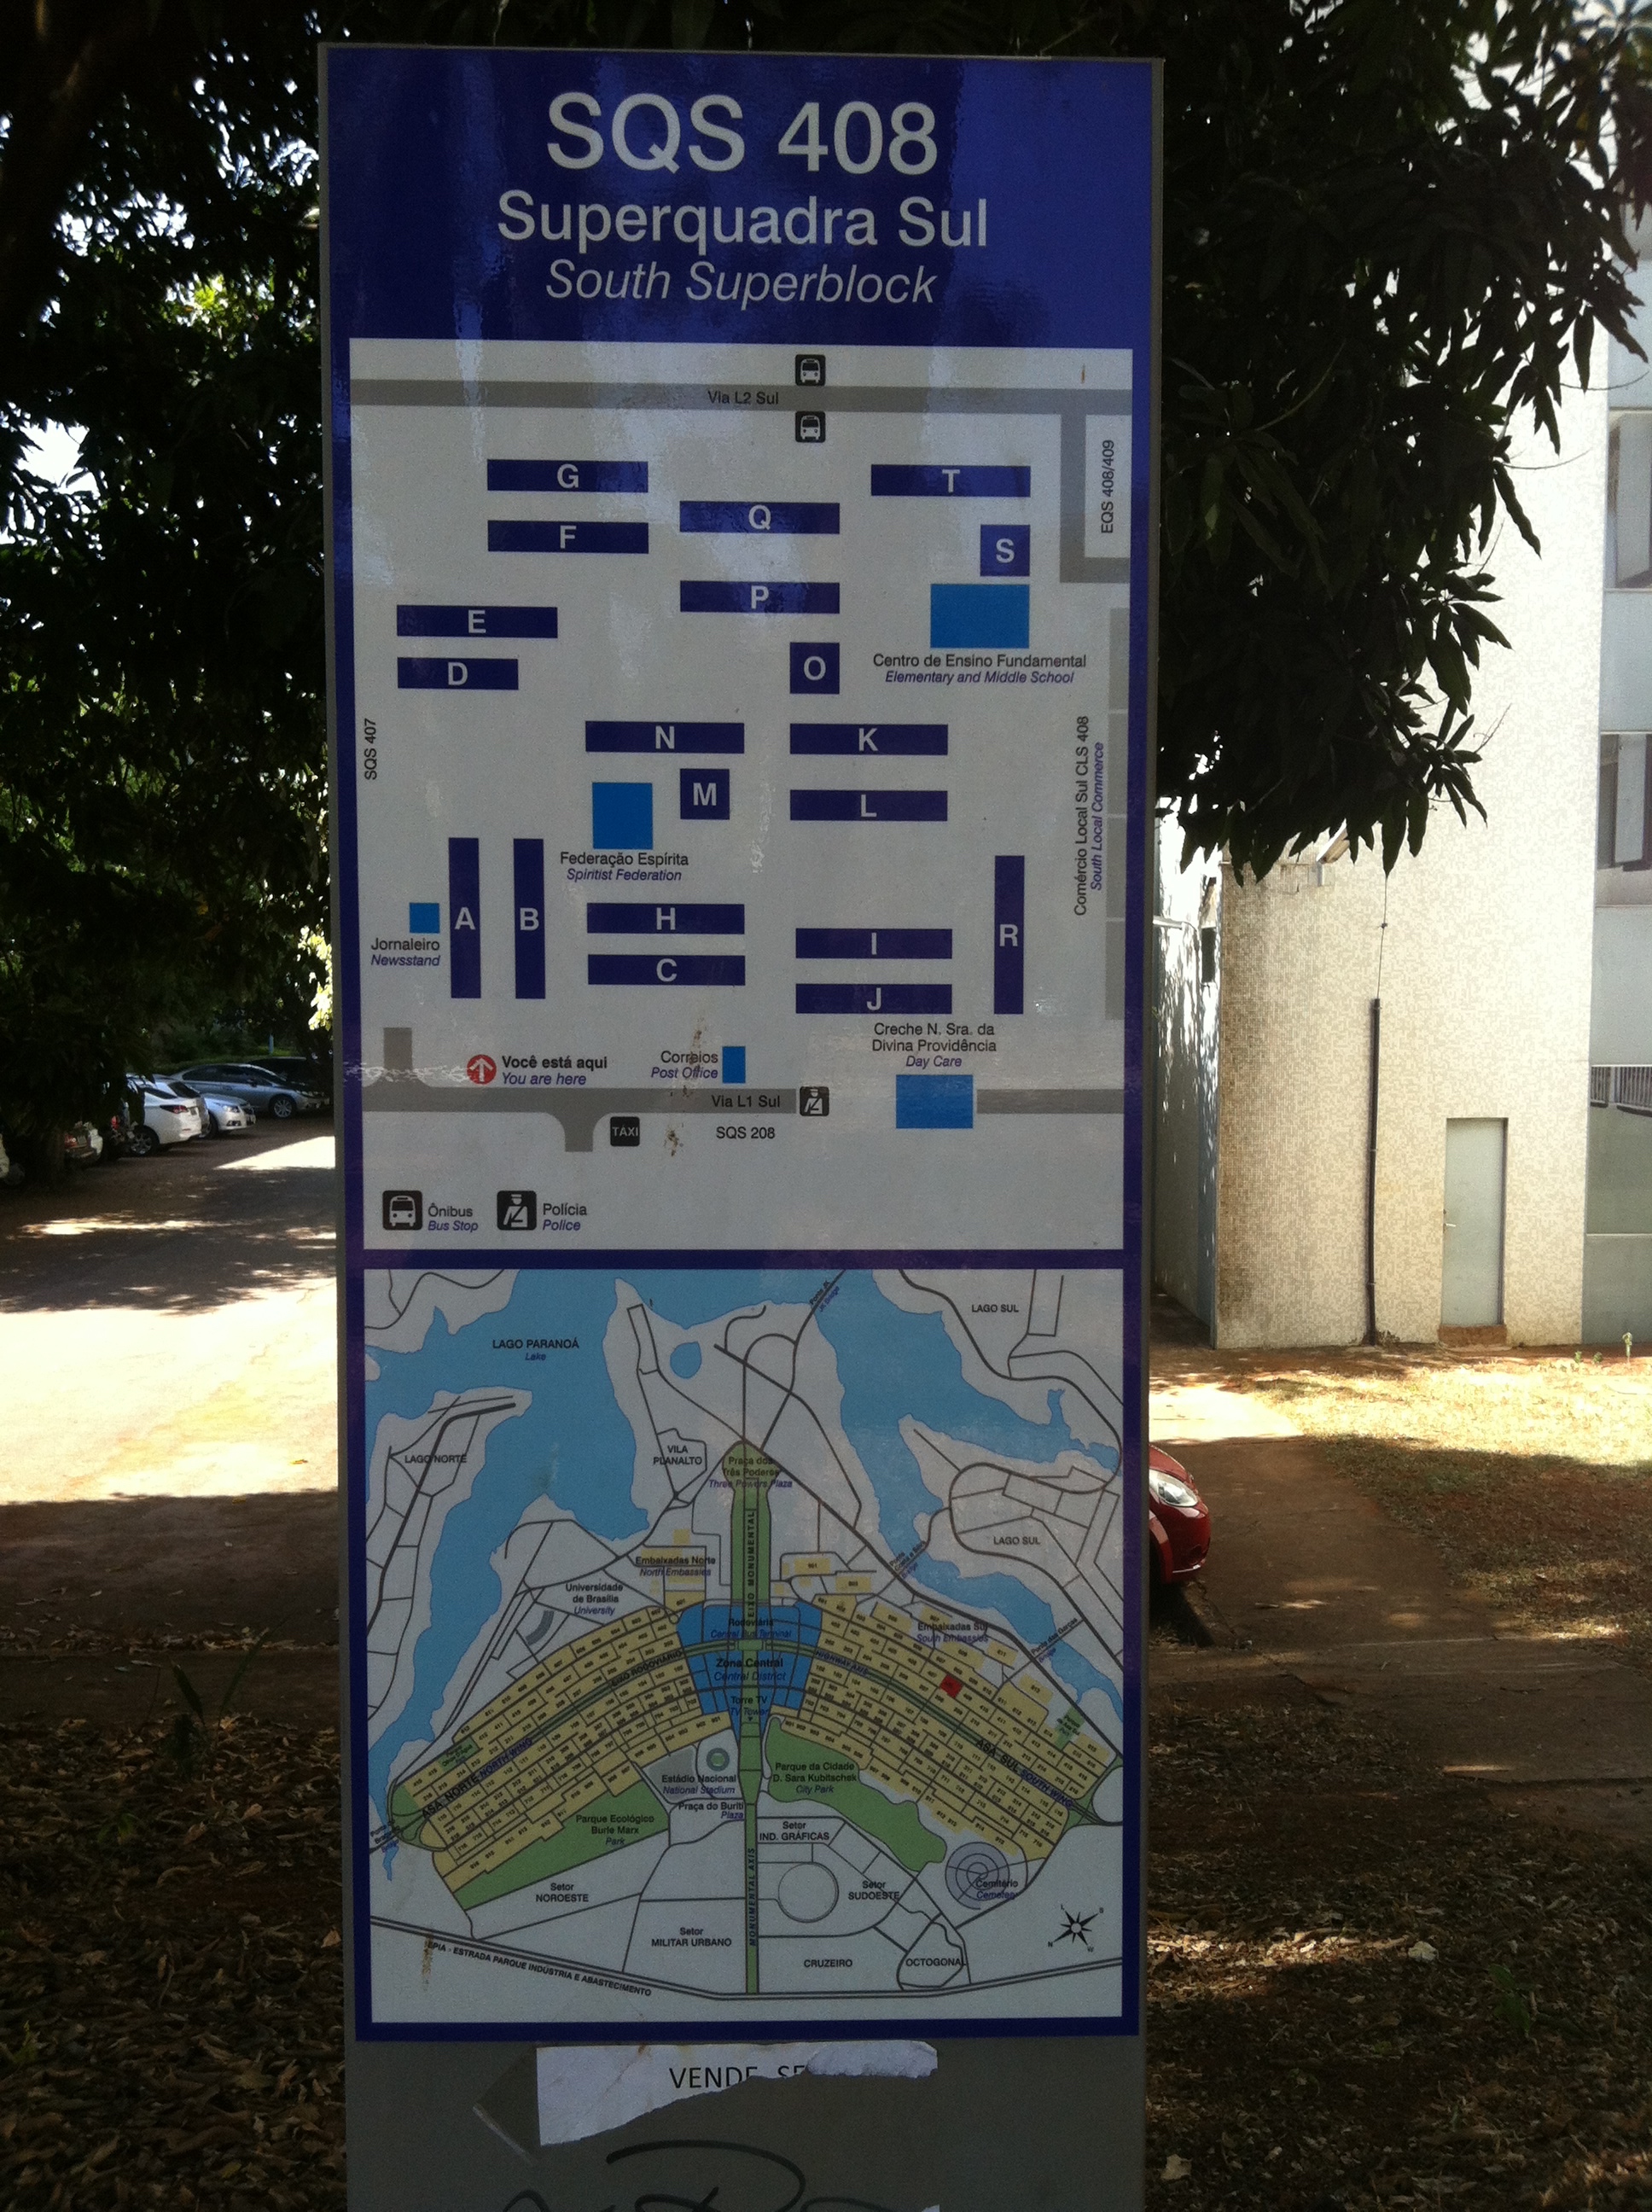 SQS 408
Superquadra Sul
South Superblock
Via L2 Sul
G
T
Q
F
S
EQS 408/409
P
E
D
O
Centro de Ensino Fundamental
Elementary and Middle School
SQS 407
N
K
M
L
Comércio Local Sul CLS 408
South Local Commerce
Federação Espírita
Spiritist Federation
A
B
H
I
R
Jornaleiro
Newsstand
C
J
Creche N. Sra. da
Divina Providência
Day Care
Você está aqui
You are here
Correios
Post Office
Via L1 Sul
TÁXI
SQS 208
Ônibus
Bus Stop
Polícia
Police
LAGO SUL
LAGO PARANOÁ
Lake
LAGO NORTE
VILA
PLANALTO
Praça dos
Três Poderes
Three Powers Plaza
EIXO MONUMENTAL
LAGO SUL
Embaixadas Norte
North Embassies
Universidade
de Brasília
University
Rodoviária
Central Bus Terminal
Embaixadas Sul
South Embassies
EIXO RODOVIÁRIO
Zona Central
Central District
HIGHWAY AXIS
Torre TV
TV Tower
ASA NORTE-NORTH WING
ASA SUL SOUTH WING
Estádio Nacional
National Stadium
Parque da Cidade
D. Sara Kubitschek
City Park
Praça do Buriti
Plaza
Parque Ecológico
Burle Marx
Park
Setor
IND. GRÁFICAS
Setor
NOROESTE
Setor
SUDOESTE
Cemitério
Cemetery
Setor
MILITAR URBANO
MONUMENTAL AXIS
CRUZEIRO
OCTOGONAL
EPIA - ESTRADA PARQUE INDÚSTRIA E ABASTECIMENTO
VENDE SE